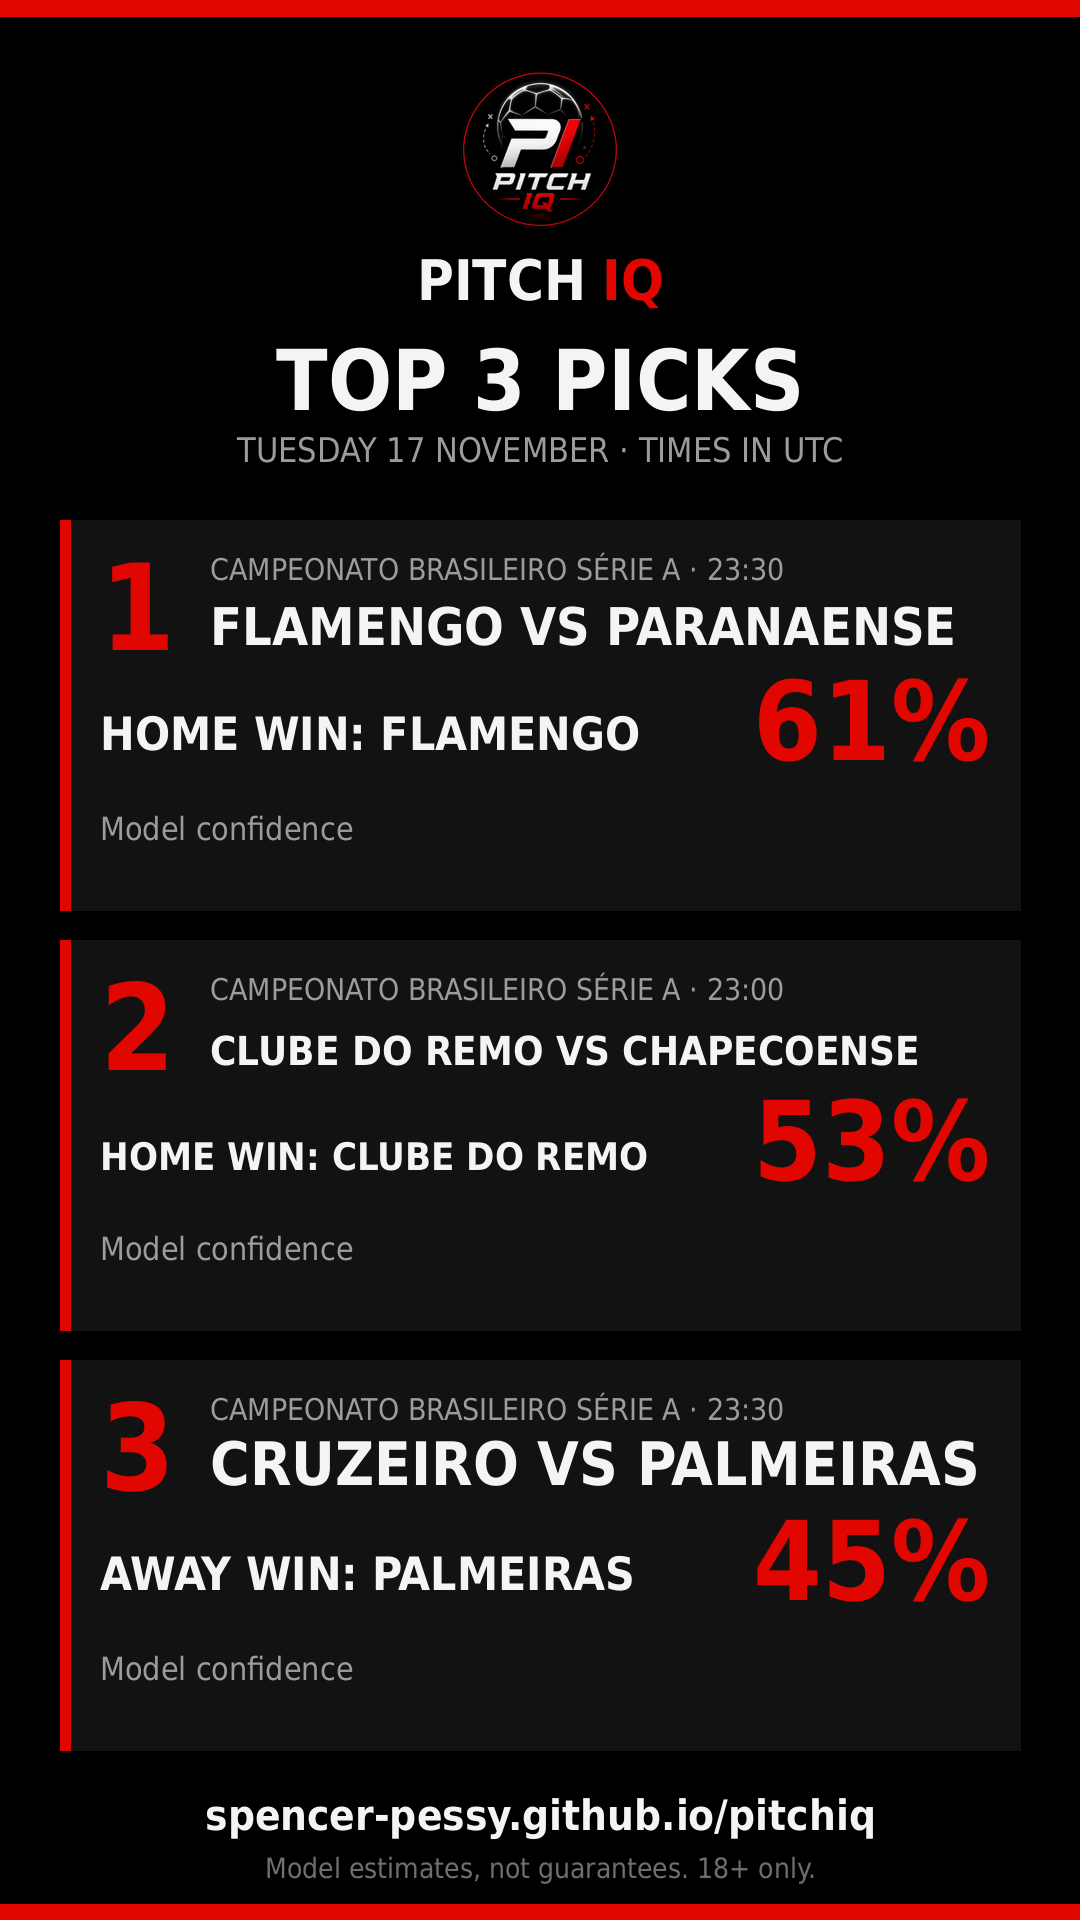 PI
PITCH
IQ
PITCH IQ
TOP 3 PICKS
TUESDAY 17 NOVEMBER · TIMES IN UTC
1
CAMPEONATO BRASILEIRO SÉRIE A · 23:30
FLAMENGO VS PARANAENSE
HOME WIN: FLAMENGO
61%
Model confidence
2
CAMPEONATO BRASILEIRO SÉRIE A · 23:00
CLUBE DO REMO VS CHAPECOENSE
HOME WIN: CLUBE DO REMO
53%
Model confidence
3
CAMPEONATO BRASILEIRO SÉRIE A · 23:30
CRUZEIRO VS PALMEIRAS
AWAY WIN: PALMEIRAS
45%
Model confidence
spencer-pessy.github.io/pitchiq
Model estimates, not guarantees. 18+ only.